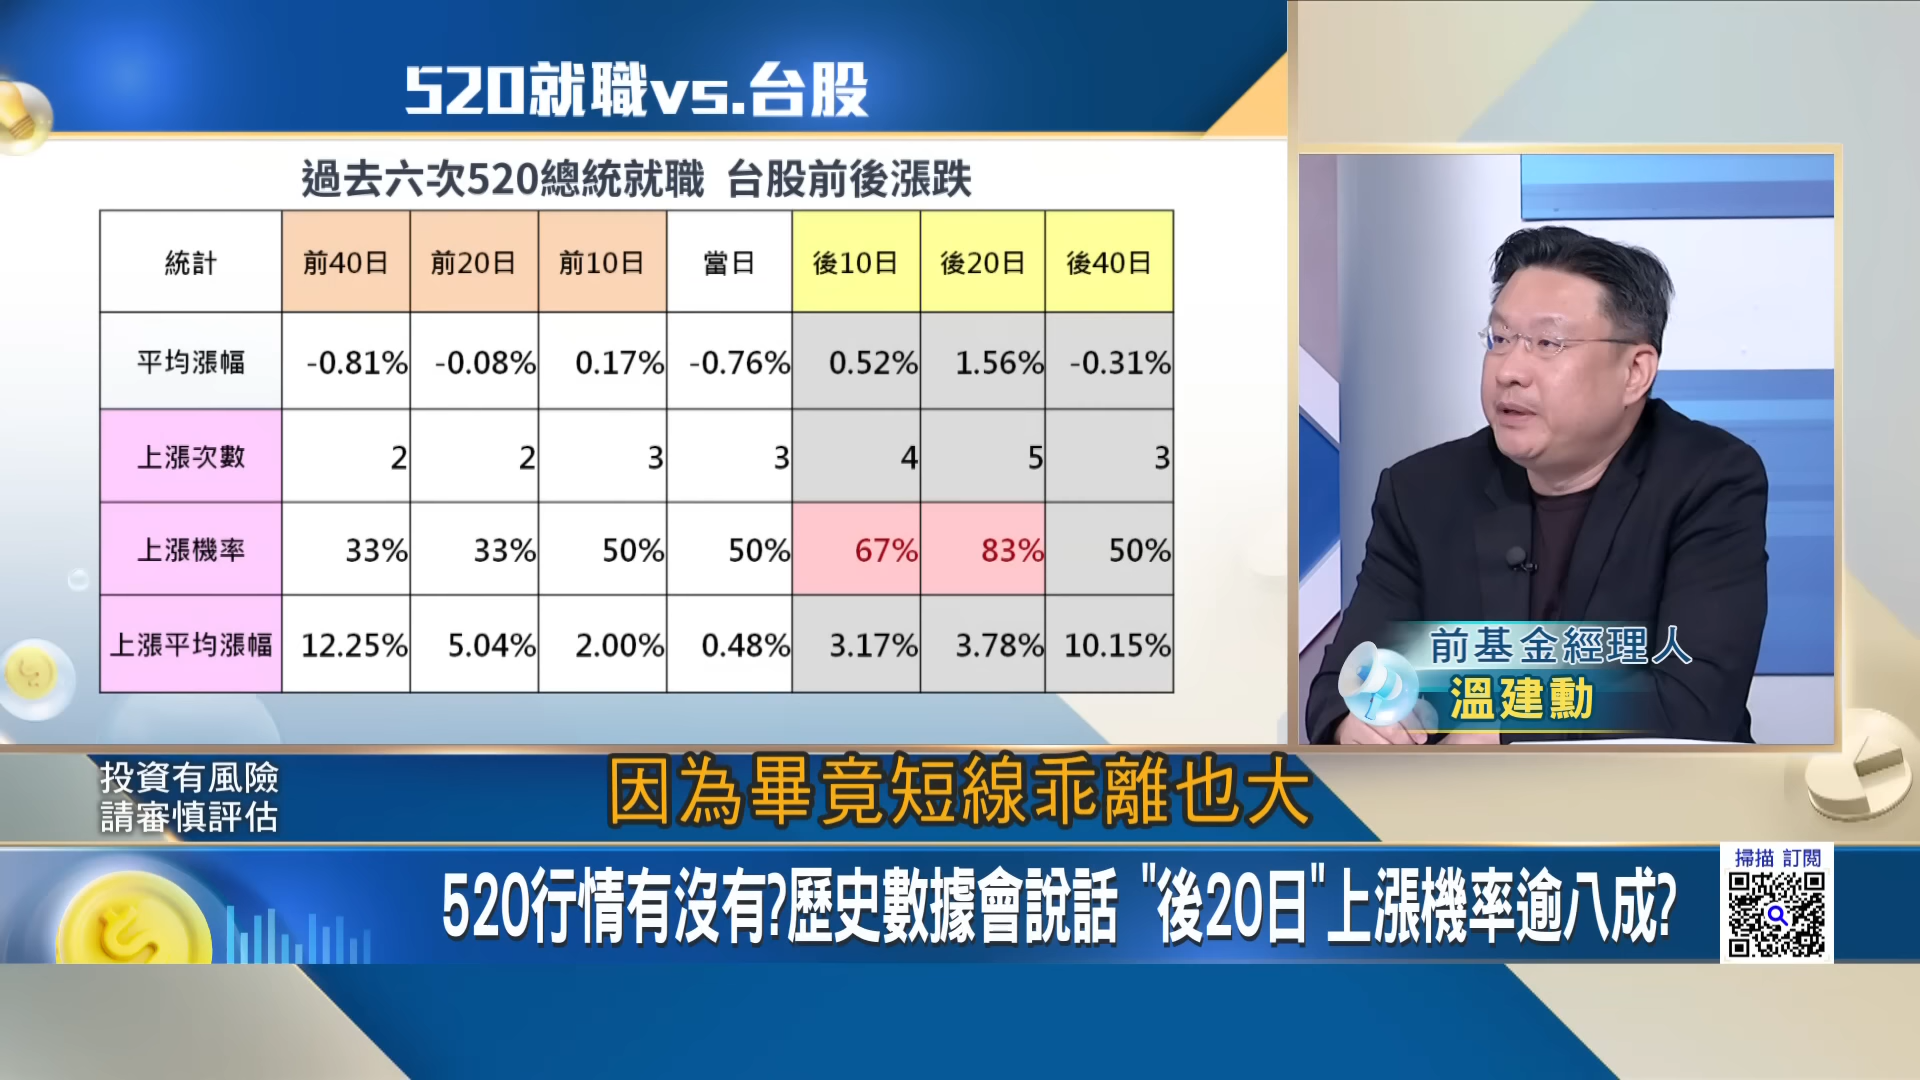 520就職vs.台股
過去六次520總統就職 台股前後漲跌
統計 前40日 前20日 前10日 當日 後10日 後20日 後40日
平均漲幅 -0.81% -0.08% 0.17% -0.76% 0.52% 1.56% -0.31%
上漲次數 2 2 3 3 4 5 3
上漲機率 33% 33% 50% 50% 67% 83% 50%
上漲平均漲幅 12.25% 5.04% 2.00% 0.48% 3.17% 3.78% 10.15%
前基金經理人
溫建勳
投資有風險
請審慎評估
因為畢竟短線乖離也大
520行情有沒有?歷史數據會說話 "後20日"上漲機率逾八成?
掃描 訂閱